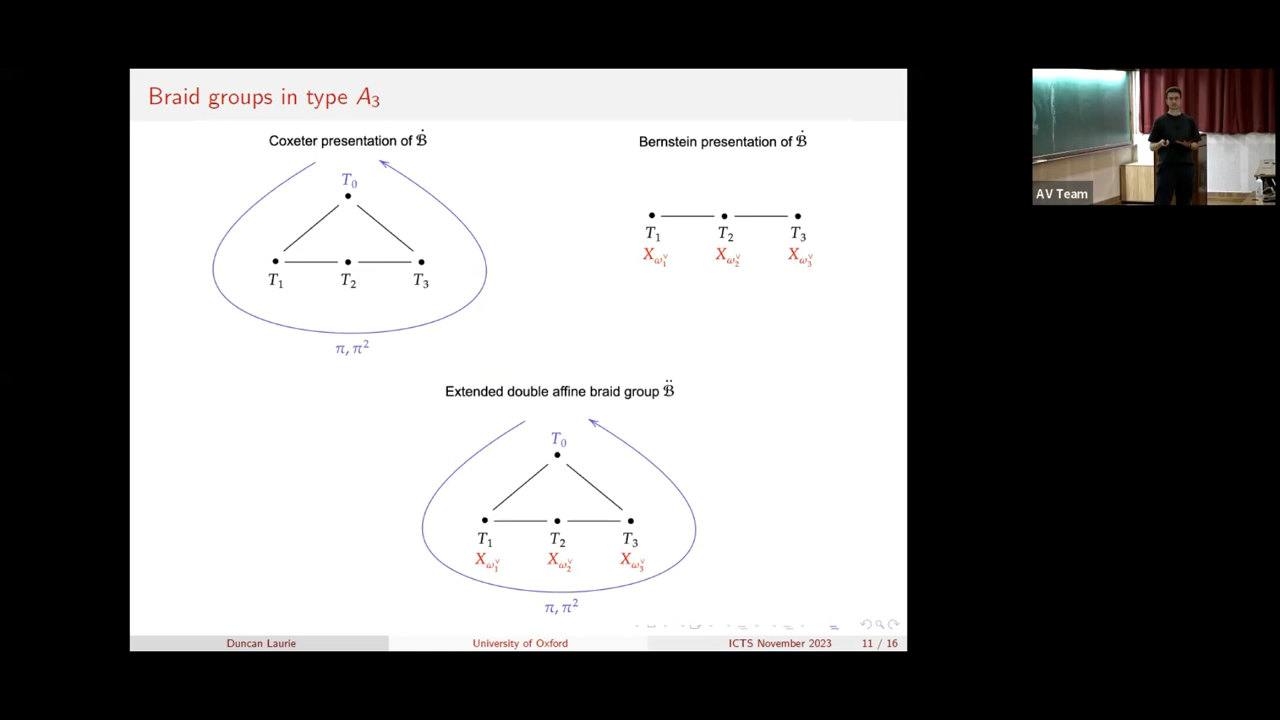 Braid groups in type A₃
Coxeter presentation of ℬ̇
T₀
T₁ T₂ T₃
π, π²
Bernstein presentation of ℬ̇
T₁ T₂ T₃
X_{ω₁^∨} X_{ω₂^∨} X_{ω₃^∨}
Extended double affine braid group ℬ̈
T₀
T₁ T₂ T₃
X_{ω₁^∨} X_{ω₂^∨} X_{ω₃^∨}
π, π²
Duncan Laurie University of Oxford ICTS November 2023 11 / 16
AV Team